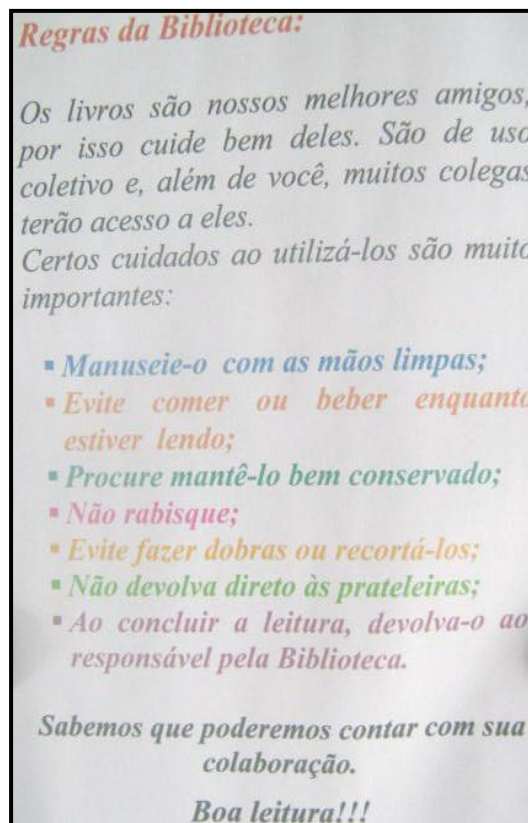 Regras da Biblioteca:
Os livros são nossos melhores amigos,
por isso cuide bem deles. São de uso
coletivo e, além de você, muitos colegas
terão acesso a eles.
Certos cuidados ao utilizá-los são muito
importantes:
▪ Manuseie-o com as mãos limpas;
▪ Evite comer ou beber enquanto
estiver lendo;
▪ Procure mantê-lo bem conservado;
▪ Não rabisque;
▪ Evite fazer dobras ou recortá-los;
▪ Não devolva direto às prateleiras;
▪ Ao concluir a leitura, devolva-o ao
responsável pela Biblioteca.
Sabemos que poderemos contar com sua
colaboração.
Boa leitura!!!